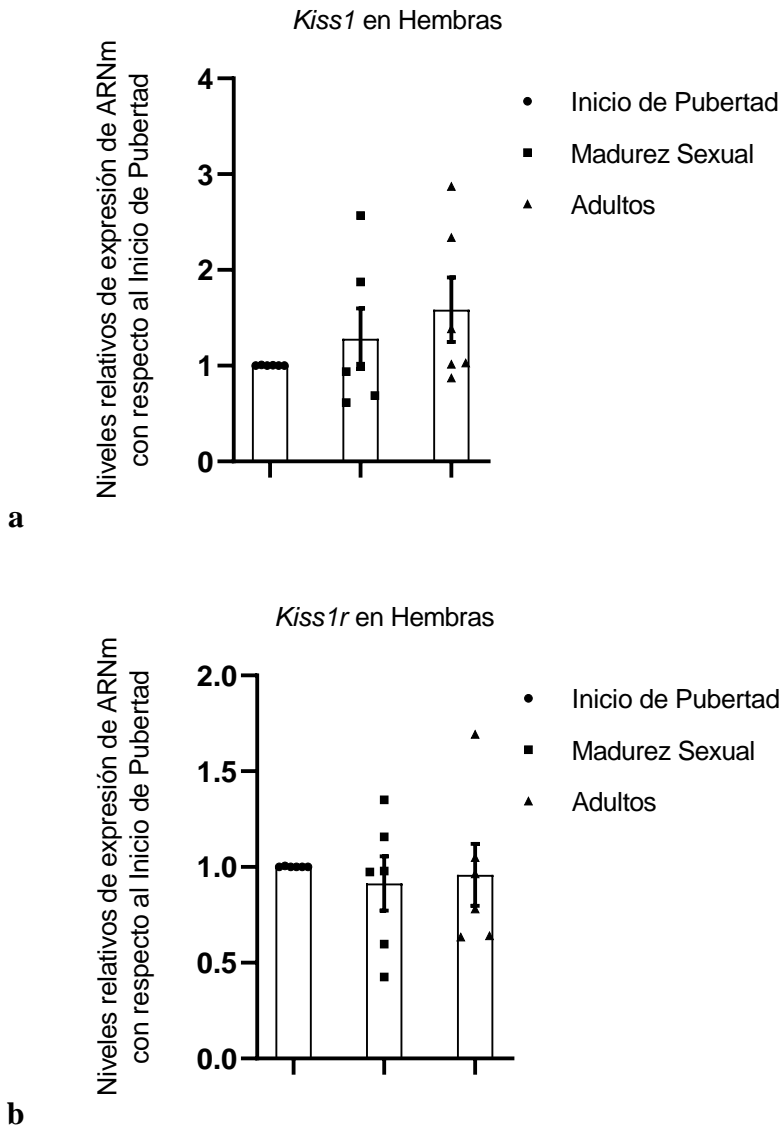 Kiss1 en Hembras
Niveles relativos de expresión de ARNm
con respecto al Inicio de Pubertad
4
3
2
1
0
Inicio de Pubertad
Madurez Sexual
Adultos
a
Kiss1r en Hembras
Niveles relativos de expresión de ARNm
con respecto al Inicio de Pubertad
2.0
1.5
1.0
0.5
0.0
Inicio de Pubertad
Madurez Sexual
Adultos
b